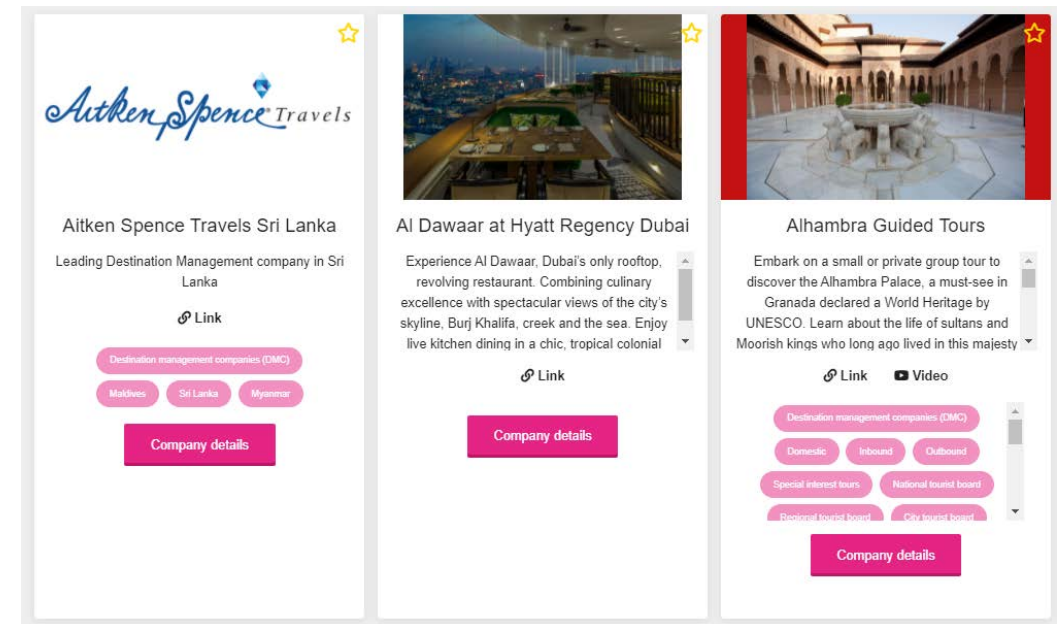 Aitken Spence Travels
Aitken Spence Travels Sri Lanka
Leading Destination Management company in Sri
Lanka
Link
Destination management companies (DMC)
Maldives Sri Lanka Myanmar
Company details
Al Dawaar at Hyatt Regency Dubai
Experience Al Dawaar, Dubai's only rooftop,
revolving restaurant. Combining culinary
excellence with spectacular views of the city's
skyline, Burj Khalifa, creek and the sea. Enjoy
live kitchen dining in a chic, tropical colonial
Link
Company details
Alhambra Guided Tours
Embark on a small or private group tour to
discover the Alhambra Palace, a must-see in
Granada declared a World Heritage by
UNESCO. Learn about the life of sultans and
Moorish kings who long ago lived in this majesty
Link Video
Destination management companies (DMC)
Domestic Inbound Outbound
Special interest tours National tourist board
Regional tourist board City tourist board
Company details